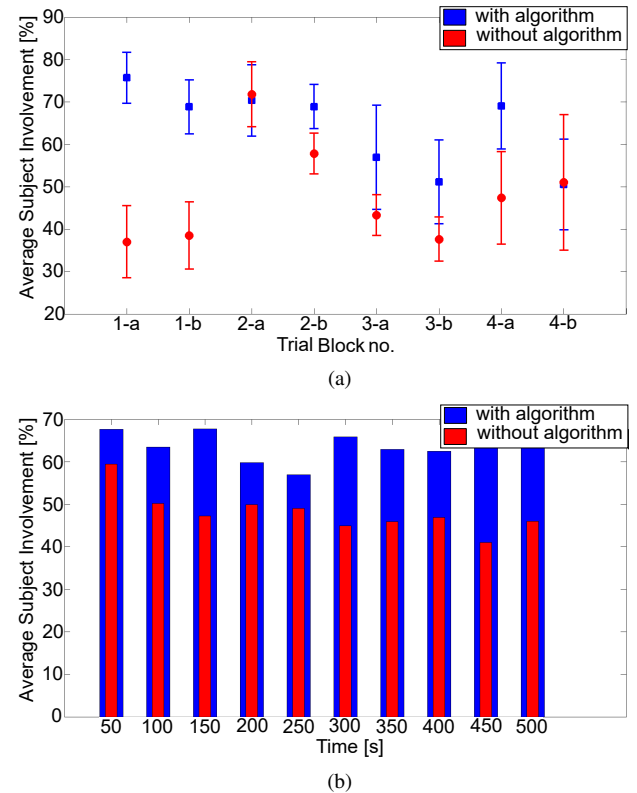 with algorithm
without algorithm
Average Subject Involvement [%]
90
80
70
60
50
40
30
20
1-a 1-b 2-a 2-b 3-a 3-b 4-a 4-b
Trial Block no.
(a)
with algorithm
without algorithm
Average Subject Involvement [%]
70
60
50
40
30
20
10
0
50 100 150 200 250 300 350 400 450 500
Time [s]
(b)